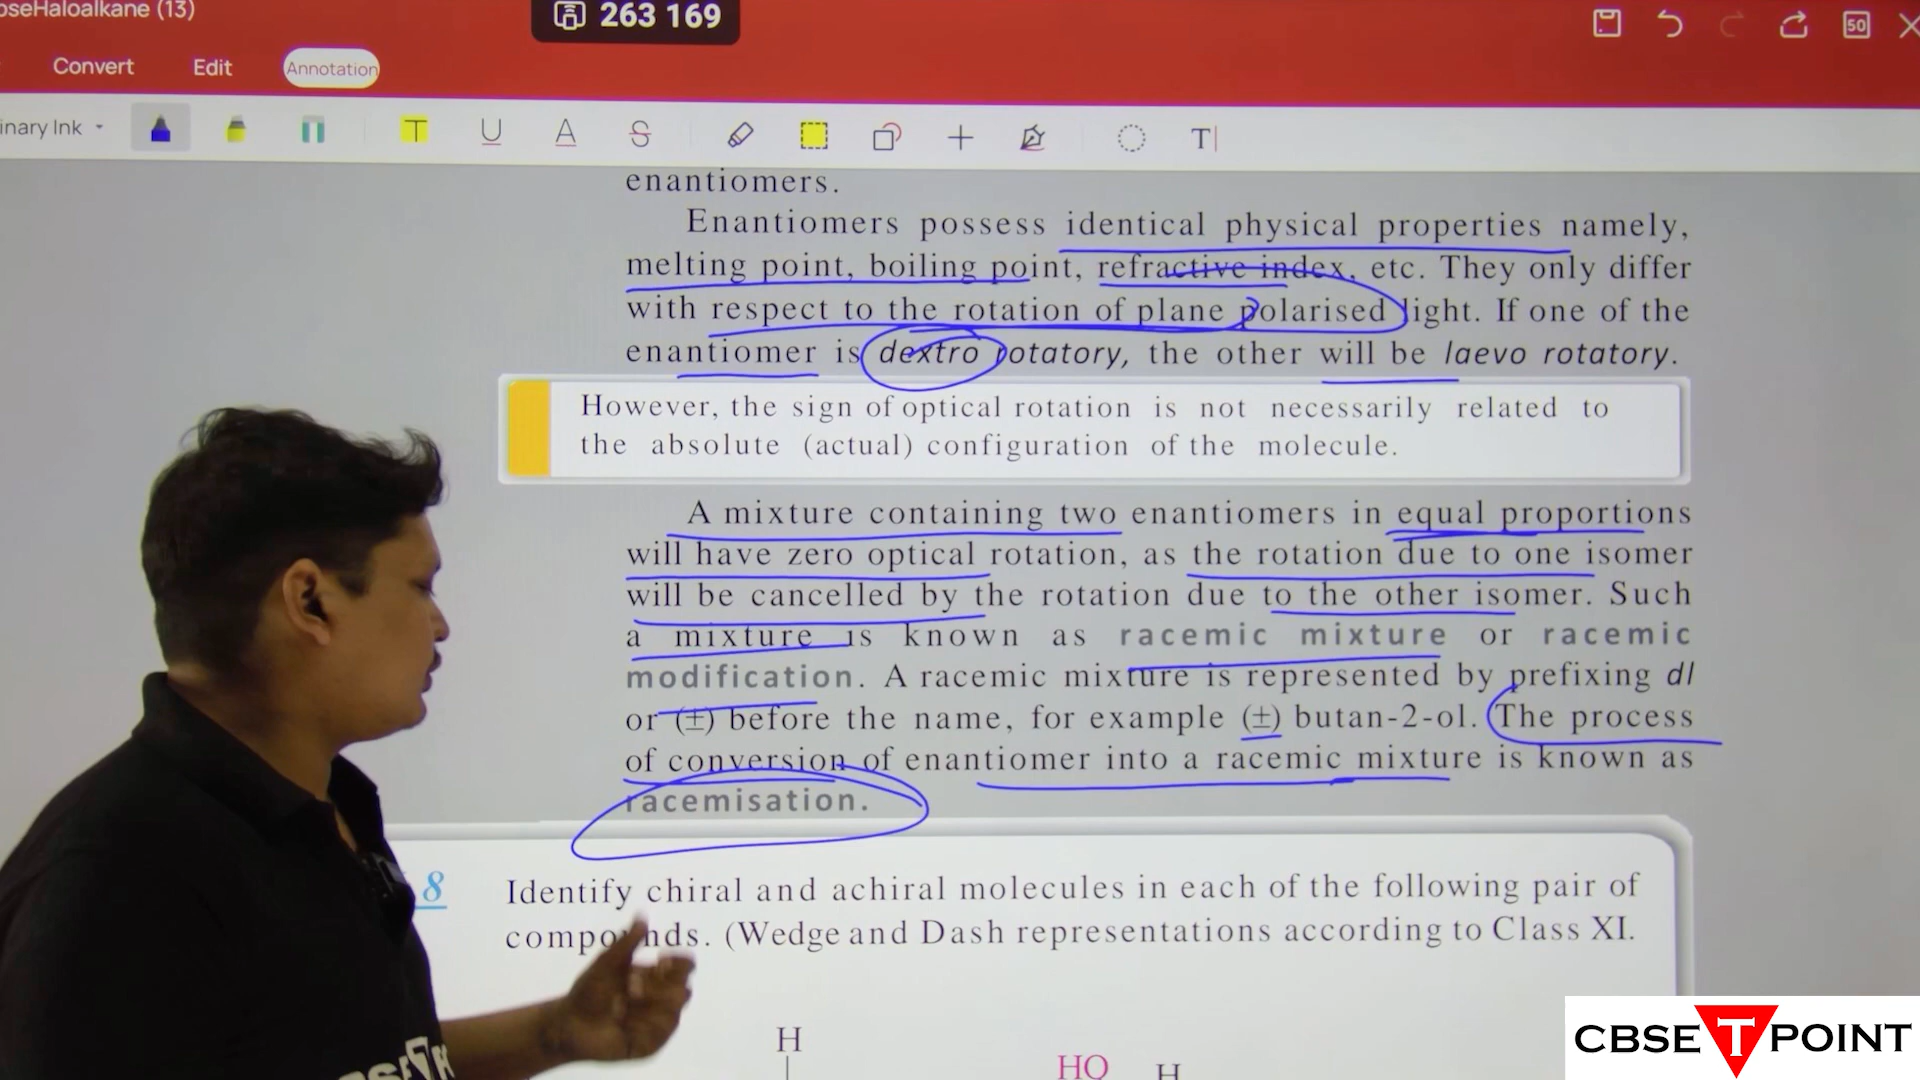 oseHaloalkane (13)
263 169
50
Convert Edit Annotation
inary Ink
T U A S T
enantiomers.
Enantiomers possess identical physical properties namely,
melting point, boiling point, refractive index, etc. They only differ
with respect to the rotation of plane polarised light. If one of the
enantiomer is dextro rotatory, the other will be laevo rotatory.
However, the sign of optical rotation is not necessarily related to
the absolute (actual) configuration of the molecule.
A mixture containing two enantiomers in equal proportions
will have zero optical rotation, as the rotation due to one isomer
will be cancelled by the rotation due to the other isomer. Such
a mixture is known as racemic mixture or racemic
modification. A racemic mixture is represented by prefixing dl
or (±) before the name, for example (±) butan-2-ol. The process
of conversion of enantiomer into a racemic mixture is known as
racemisation.
8 Identify chiral and achiral molecules in each of the following pair of
compounds. (Wedge and Dash representations according to Class XI.
H
HO H
CBSE T POINT